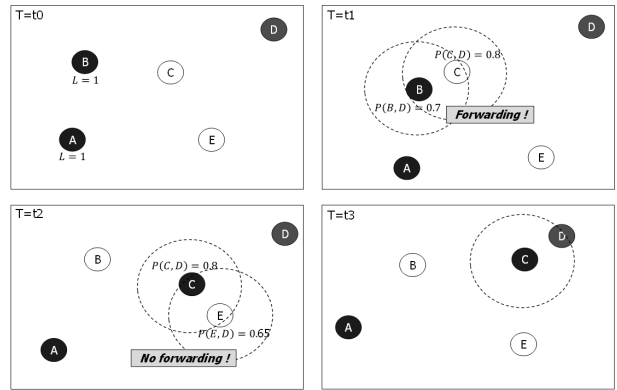 T=t0
D
B
L = 1
C
A
L = 1
E
T=t1
D
P(C, D) = 0.8
C
B
P(B, D) = 0.7
Forwarding !
E
A
T=t2
D
B
P(C, D) = 0.8
C
E
P(E, D) = 0.65
A
No forwarding !
T=t3
D
B
C
A
E